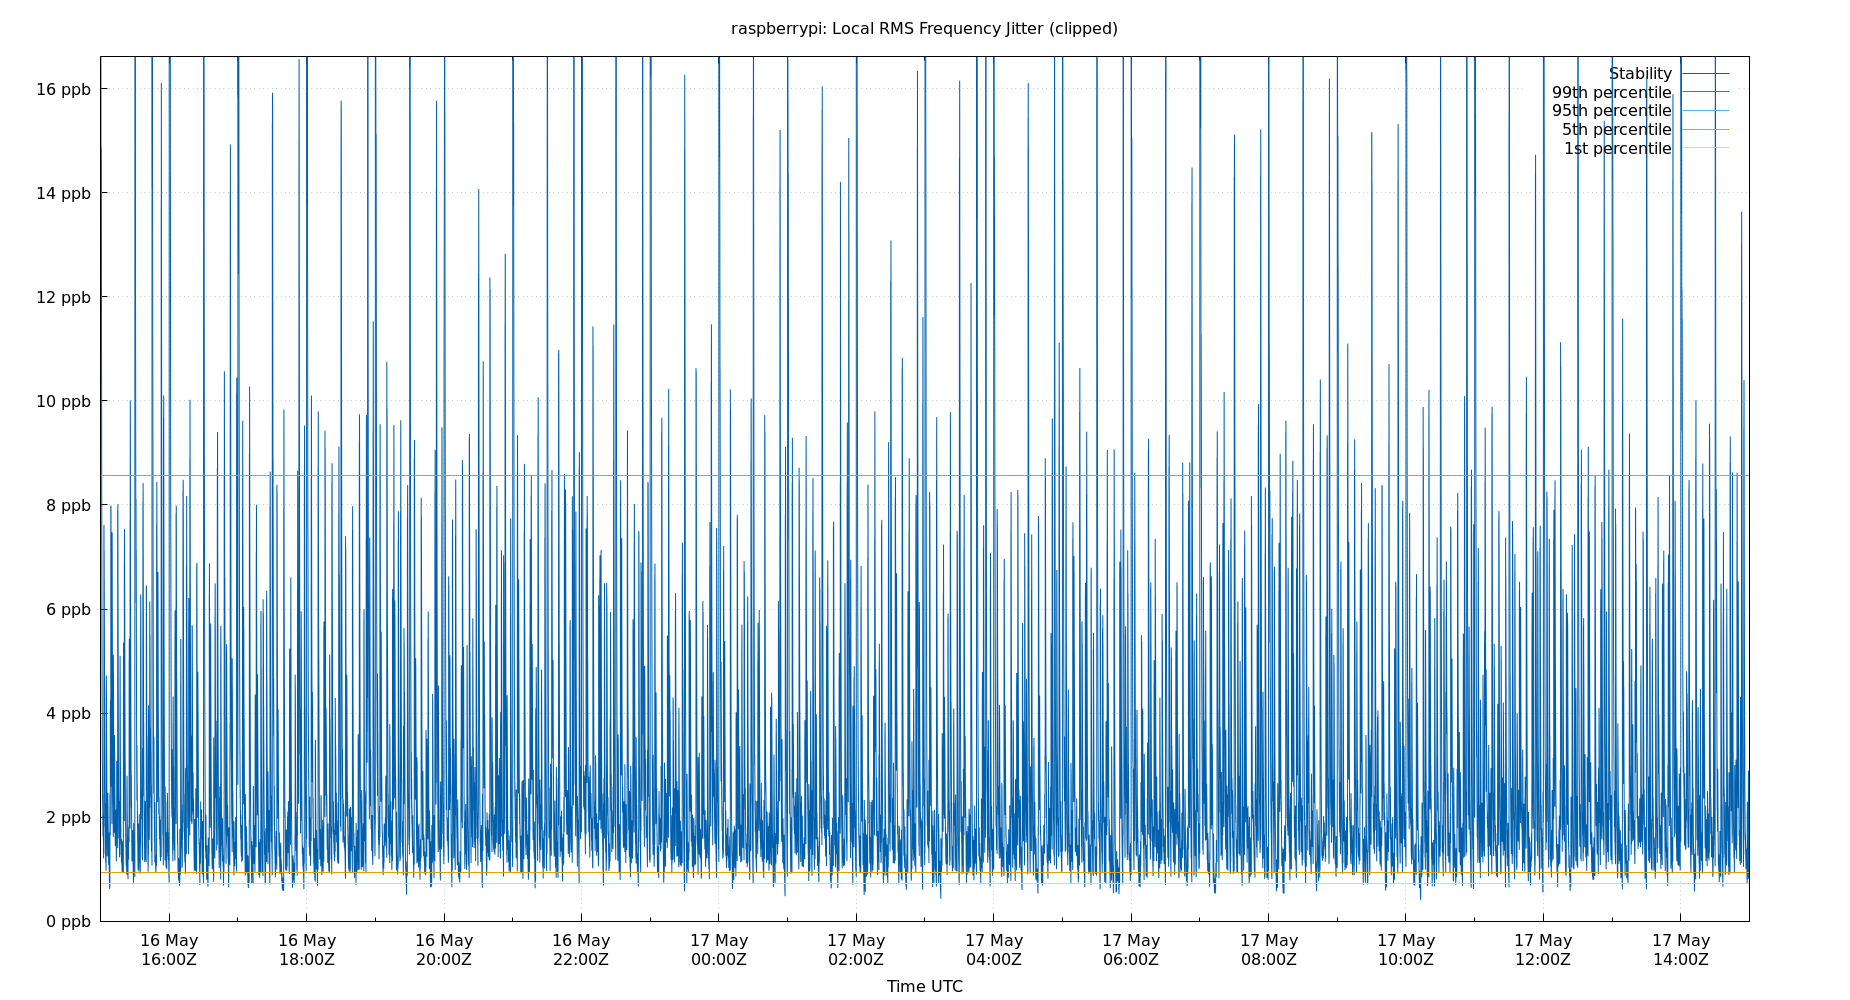 raspberrypi: Local RMS Frequency Jitter (clipped)
16 ppb
14 ppb
12 ppb
10 ppb
8 ppb
6 ppb
4 ppb
2 ppb
0 ppb
Stability
99th percentile
95th percentile
5th percentile
1st percentile
16 May 16 May 16 May 16 May 17 May 17 May 17 May 17 May 17 May 17 May 17 May 17 May
16:00Z 18:00Z 20:00Z 22:00Z 00:00Z 02:00Z 04:00Z 06:00Z 08:00Z 10:00Z 12:00Z 14:00Z
Time UTC